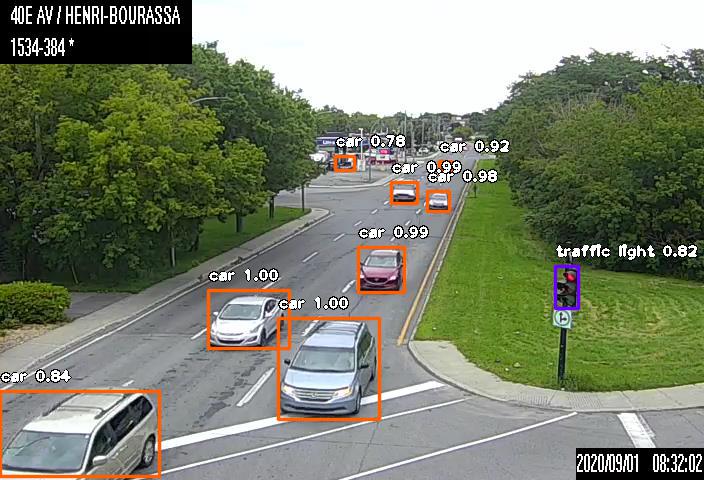 40E AV / HENRI-BOURASSA
1534-384 *
car 0.78
car 0.92
car 0.99
car 0.98
car 0.99
traffic light 0.82
car 1.00
car 1.00
car 0.84
2020/09/01 08:32:02